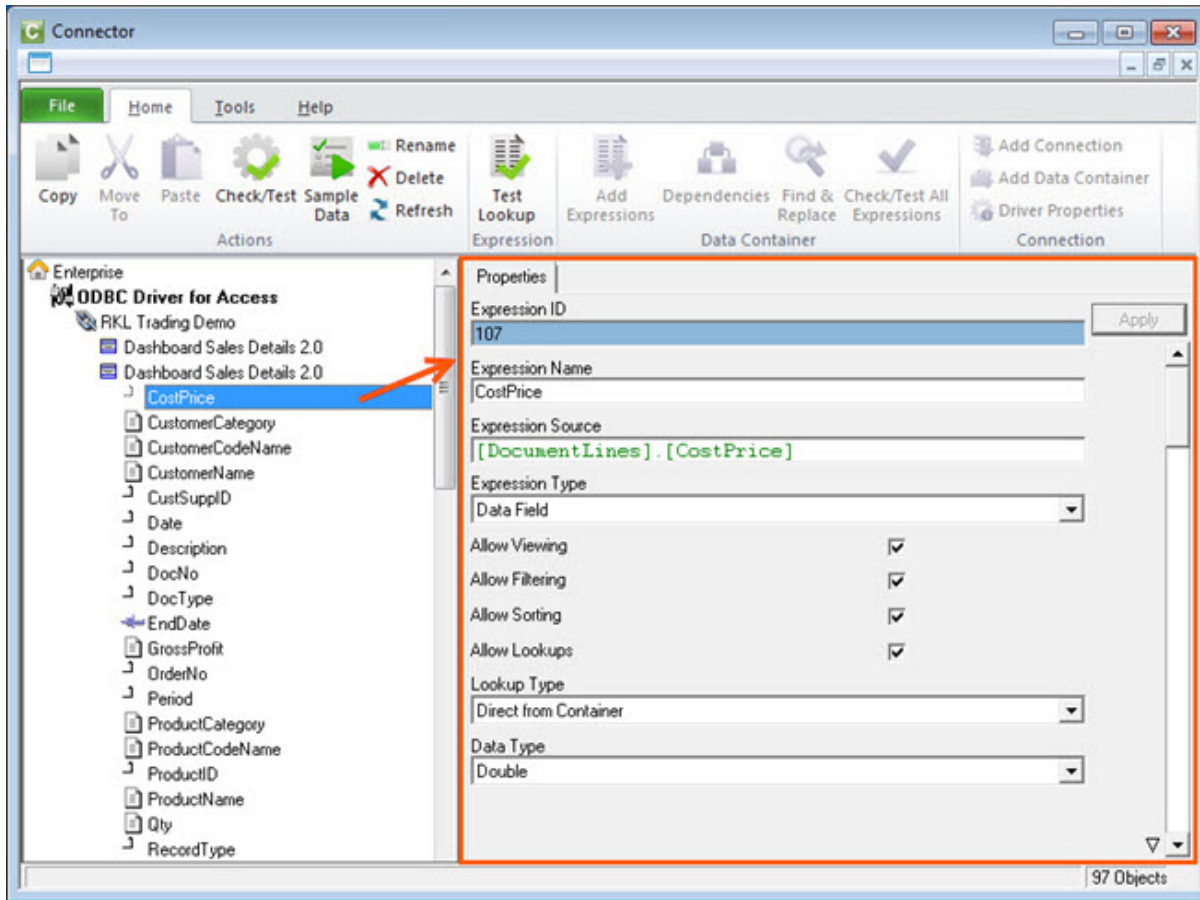 Connector
File Home Tools Help
Copy
Move
To
Paste
Check/Test
Sample
Data
Rename
Delete
Refresh
Actions
Test
Lookup
Expression
Add
Expressions
Dependencies
Find &
Replace
Check/Test All
Expressions
Data Container
Add Connection
Add Data Container
Driver Properties
Connection
Enterprise
ODBC Driver for Access
RKL Trading Demo
Dashboard Sales Details 2.0
Dashboard Sales Details 2.0
CostPrice
CustomerCategory
CustomerCodeName
CustomerName
CustSuppID
Date
Description
DocNo
DocType
EndDate
GrossProfit
OrderNo
Period
ProductCategory
ProductCodeName
ProductID
ProductName
Qty
RecordType
Properties
Expression ID
107
Apply
Expression Name
CostPrice
Expression Source
[DocumentLines].[CostPrice]
Expression Type
Data Field
Allow Viewing
Allow Filtering
Allow Sorting
Allow Lookups
Lookup Type
Direct from Container
Data Type
Double
97 Objects